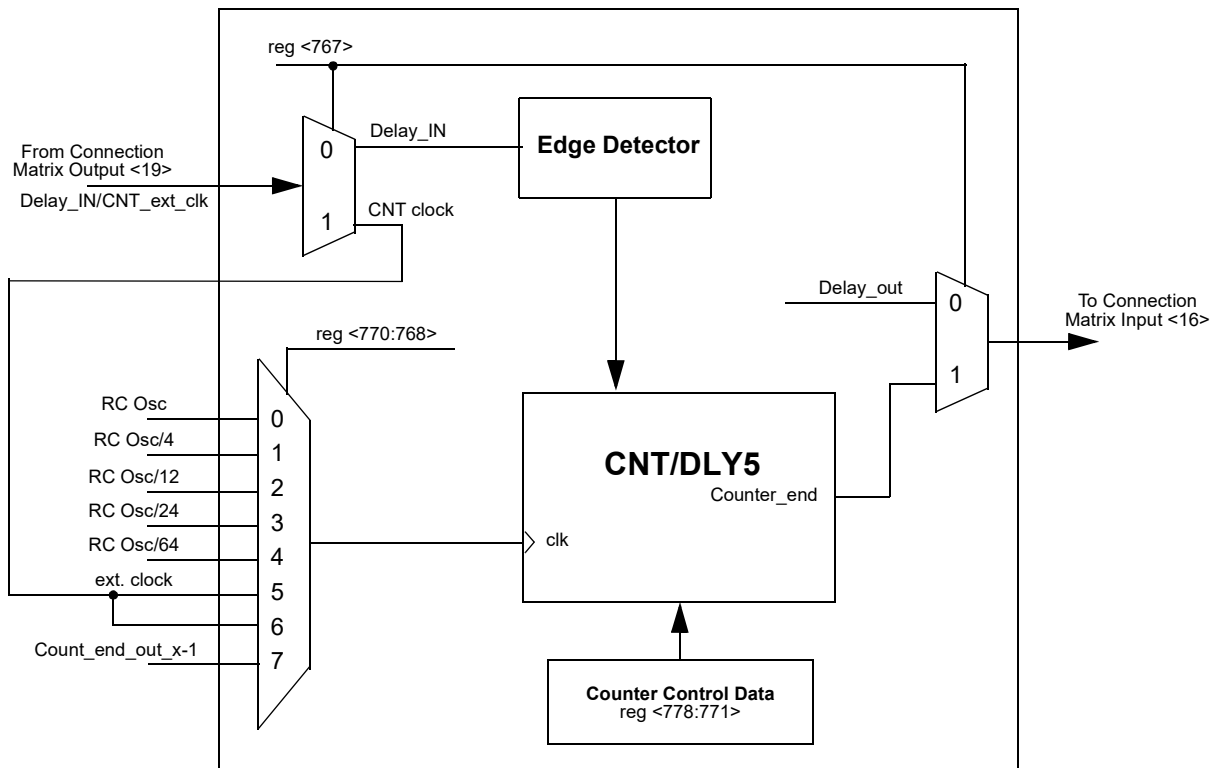 reg <767>
From Connection
Matrix Output <19>
Delay_IN/CNT_ext_clk
0
1
Delay_IN
CNT clock
Edge Detector
Delay_out
0
1
To Connection
Matrix Input <16>
reg <770:768>
RC Osc
RC Osc/4
RC Osc/12
RC Osc/24
RC Osc/64
ext. clock
Count_end_out_x-1
0
1
2
3
4
5
6
7
CNT/DLY5
Counter_end
clk
Counter Control Data
reg <778:771>